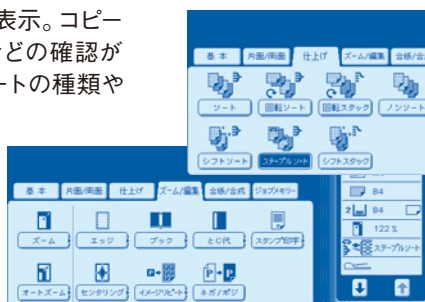 表示。コピー
どの確認が
ートの種類や
基本 片面/両面 仕上げ ズーム/編集 合紙/合
ソート 回転ソート 回転スタック ノンソート
シフトソート ステープルソート シフトスタック
基本 片面/両面 仕上げ ズーム/編集 合紙/合成 ジョブメモリー
ズーム エッジ ブック とじ代 スタンプ印字
オートズーム センタリング イメージリピート ネガ/ポジ
B4
2 B4
122 %
ステープルソート